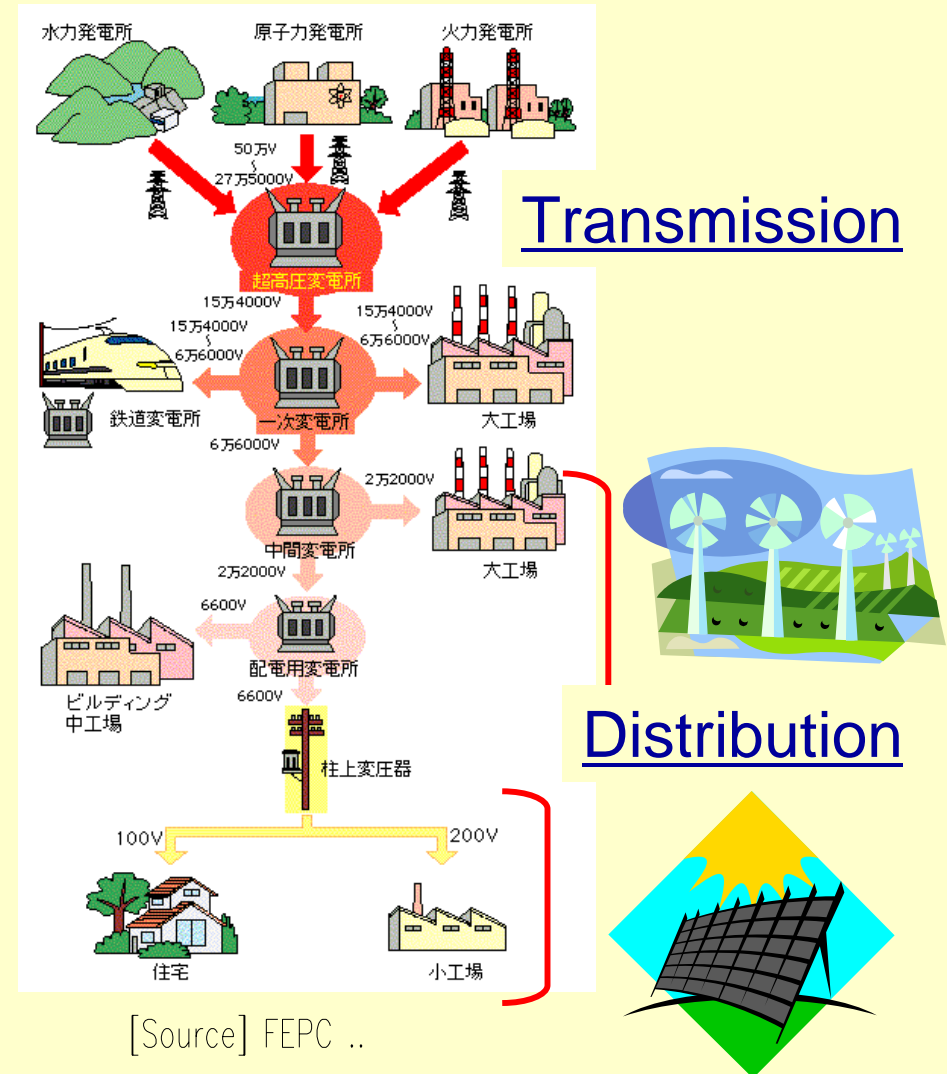 水力発電所
原子力発電所
火力発電所
50万V
〜
27万5000V
Transmission
超高圧変電所
15万4000V
15万4000V
〜
6万6000V
15万4000V
〜
6万6000V
鉄道変電所
一次変電所
大工場
6万6000V
2万2000V
中間変電所
大工場
2万2000V
6600V
配電用変電所
ビルディング
中工場
6600V
Distribution
柱上変圧器
100V
200V
住宅
小工場
[Source] FEPC ..